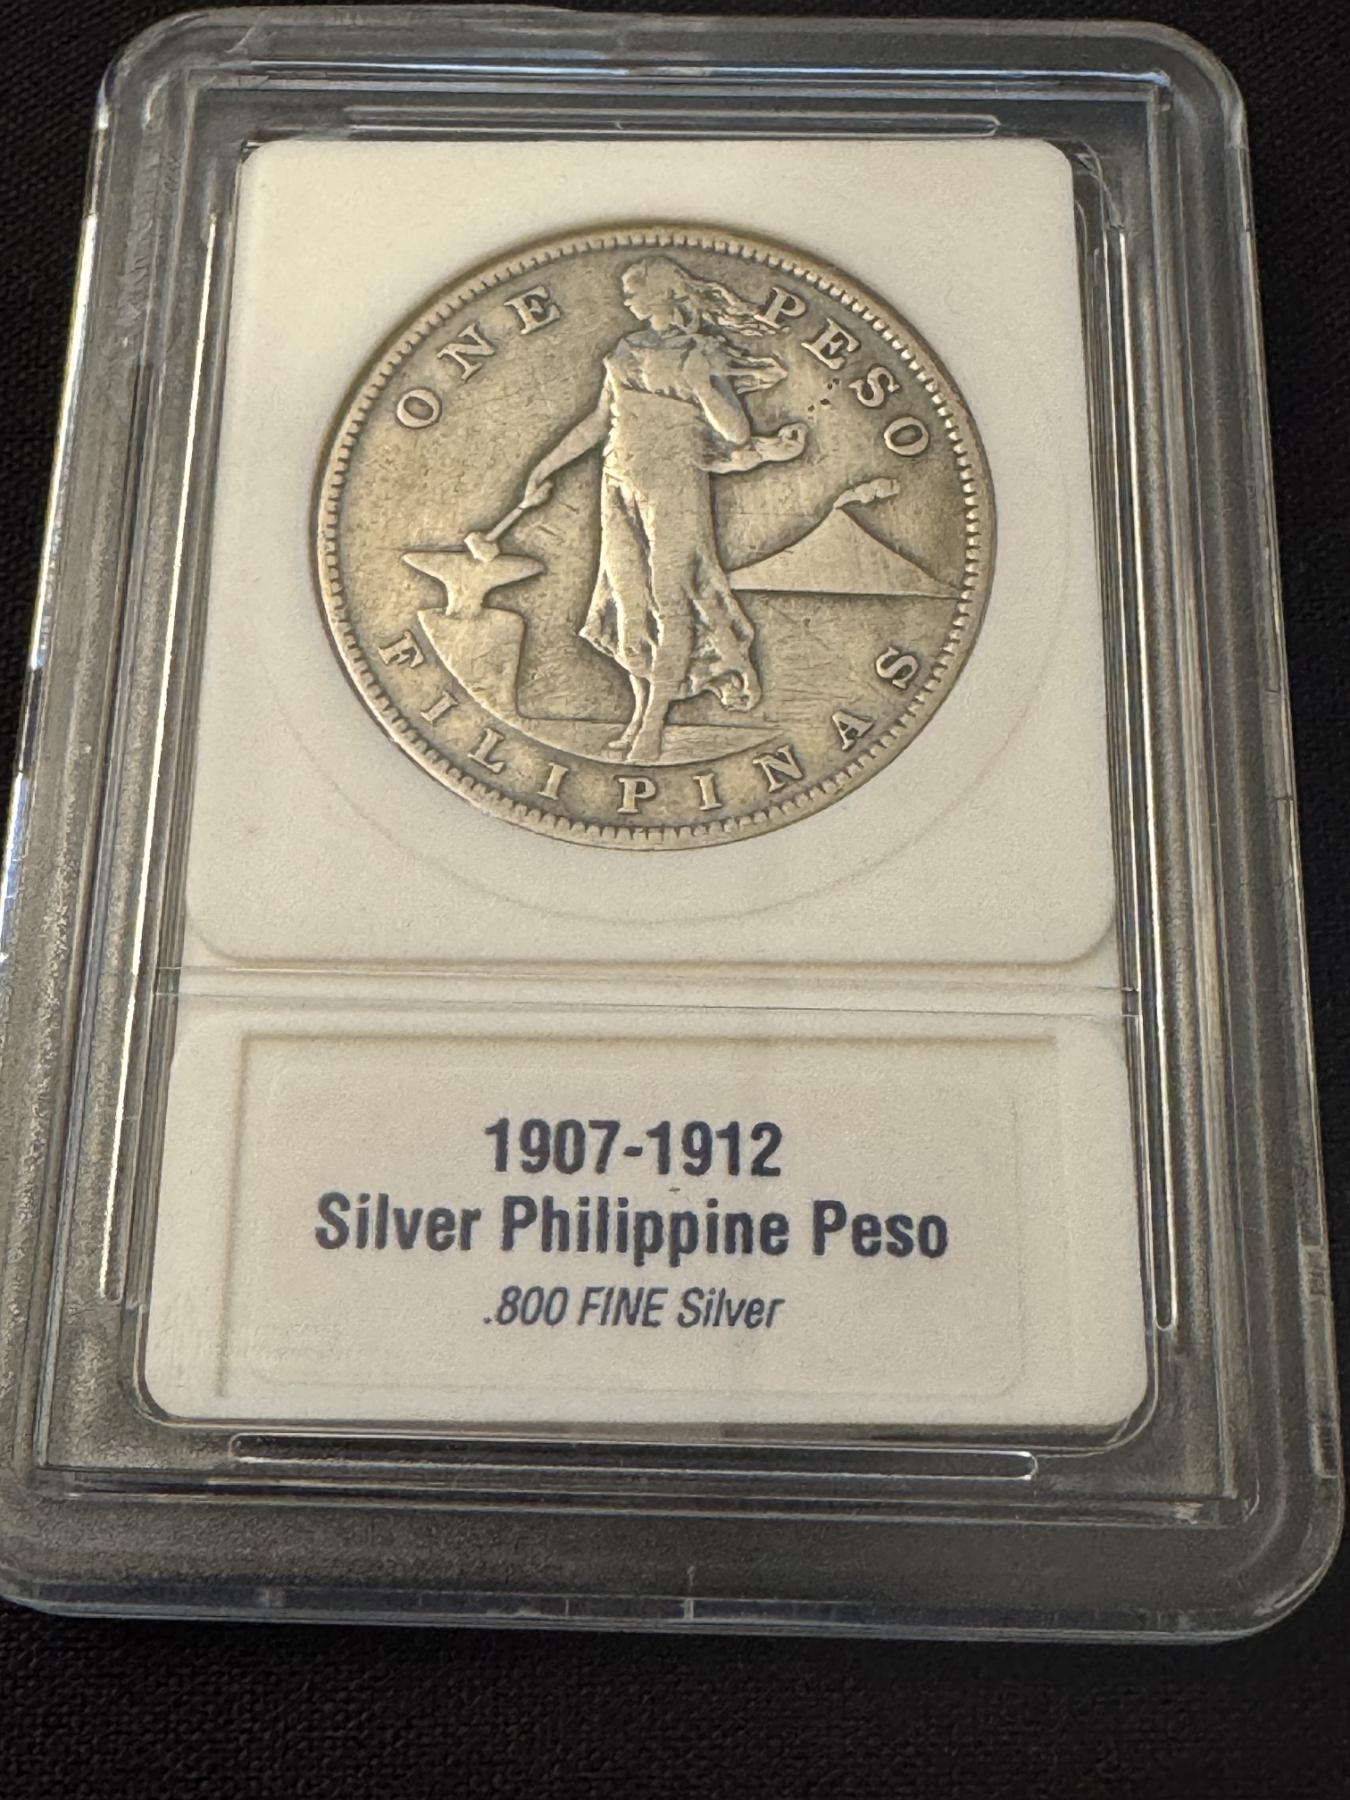 ONE PESO
FILIPINAS
1907-1912
Silver Philippine Peso
.800 FINE Silver